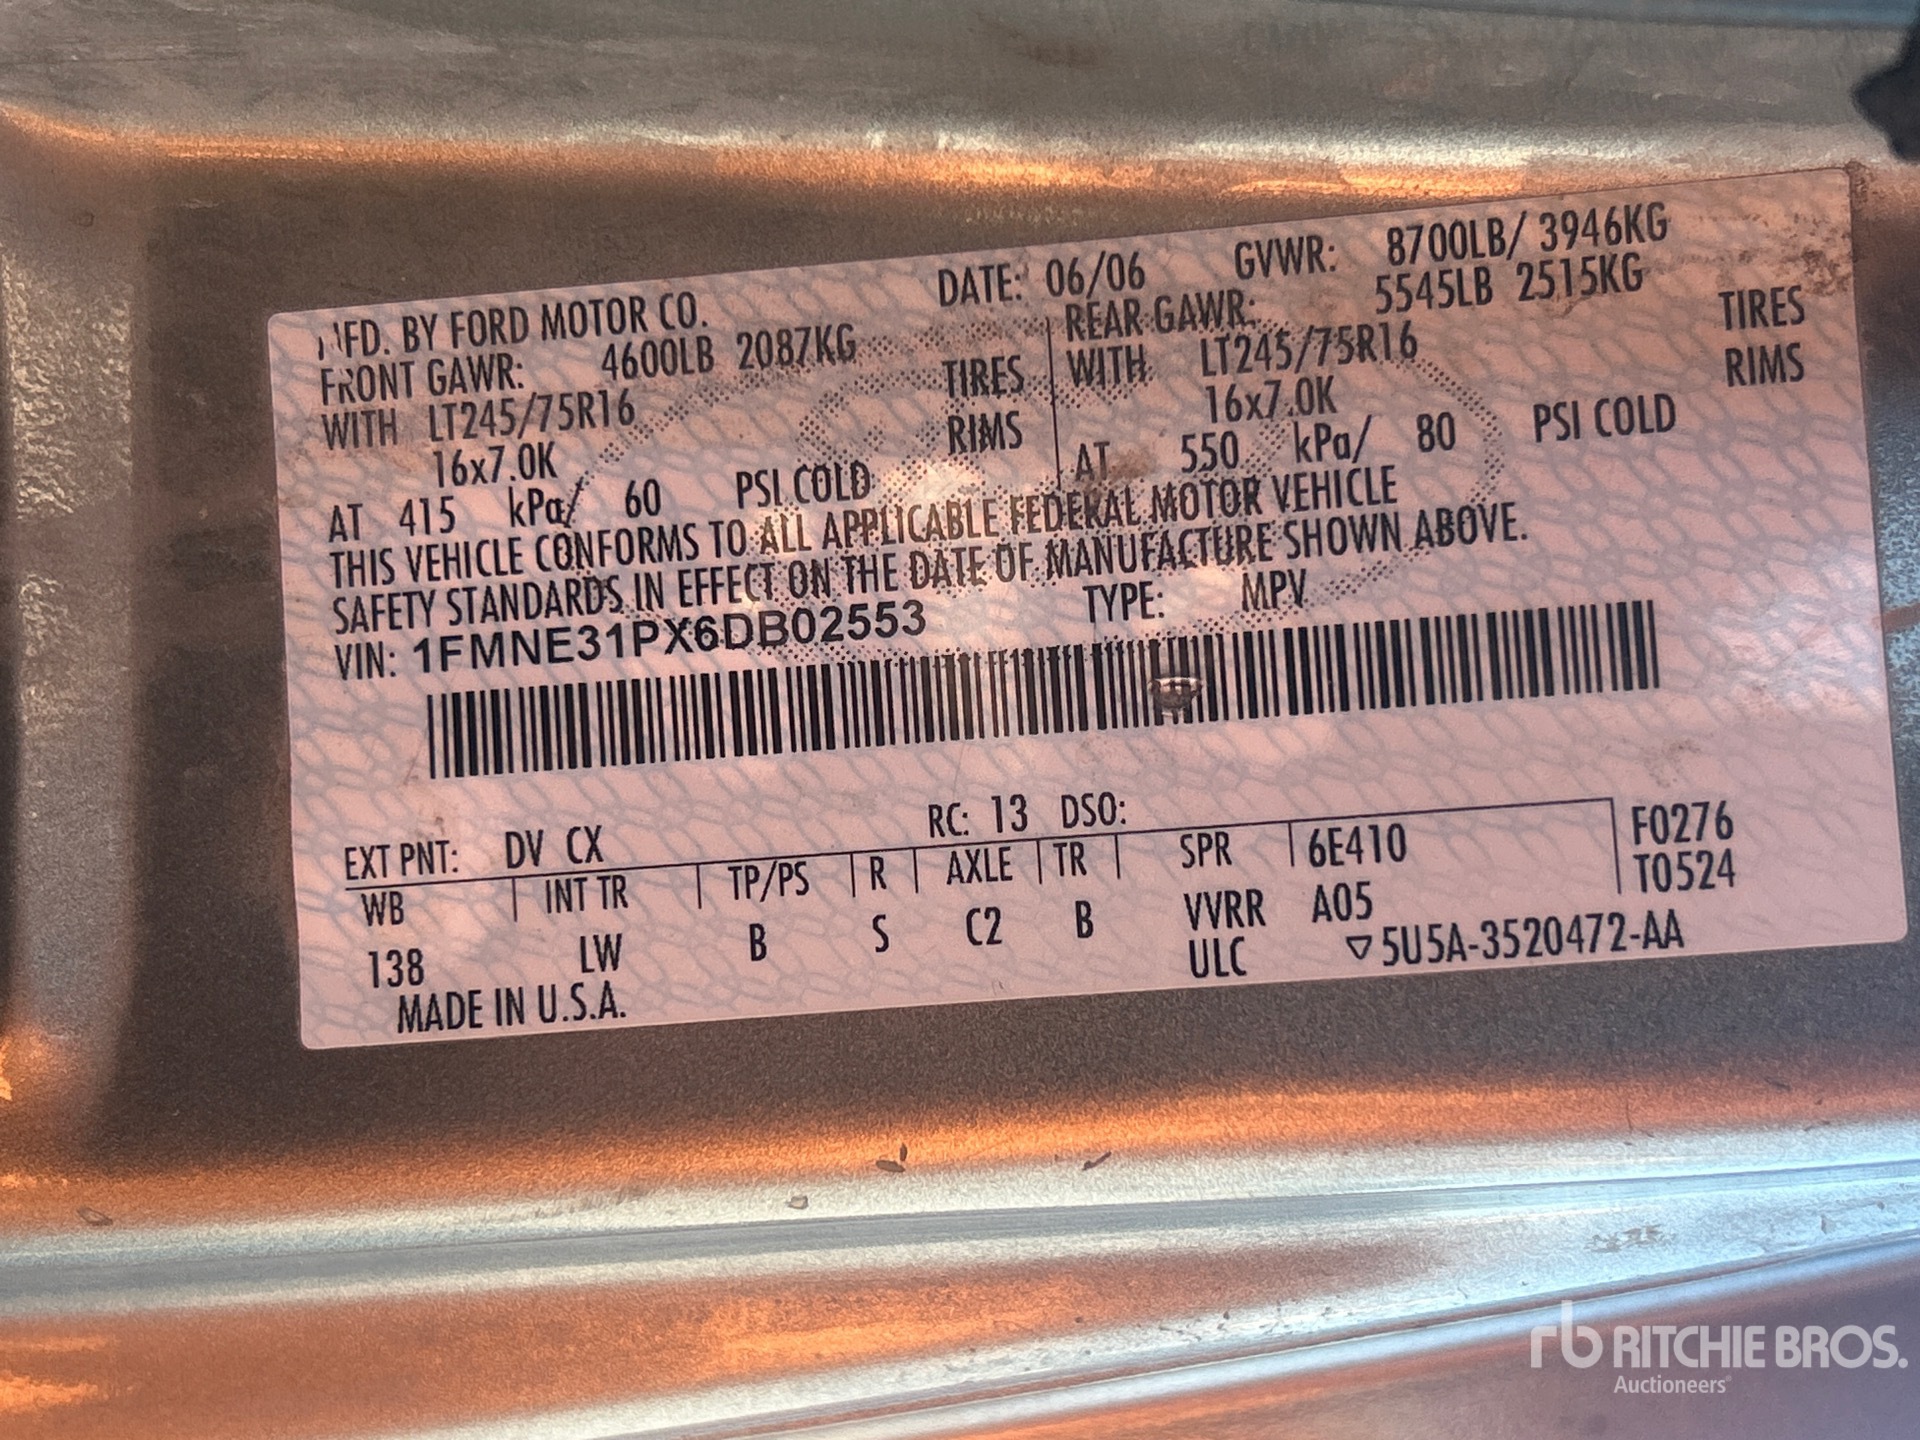 MFD. BY FORD MOTOR CO. DATE: 06/06 GVWR: 8700LB/ 3946KG
FRONT GAWR: 4600LB 2087KG REAR GAWR: 5545LB 2515KG
WITH LT245/75R16 TIRES WITH LT245/75R16 TIRES
16x7.0K RIMS 16x7.0K RIMS
AT 415 kPa/ 60 PSI COLD AT 550 kPa/ 80 PSI COLD
THIS VEHICLE CONFORMS TO ALL APPLICABLE FEDERAL MOTOR VEHICLE
SAFETY STANDARDS IN EFFECT ON THE DATE OF MANUFACTURE SHOWN ABOVE.
VIN: 1FMNE31PX6DB02553 TYPE: MPV
EXT PNT: DV CX RC: 13 DSO:
WB INT TR TP/PS R AXLE TR SPR 6E410 F0276
138 LW B S C2 B VVRR A05 T0524
MADE IN U.S.A. ULC ▽5U5A-3520472-AA
rb RITCHIE BROS.
Auctioneers